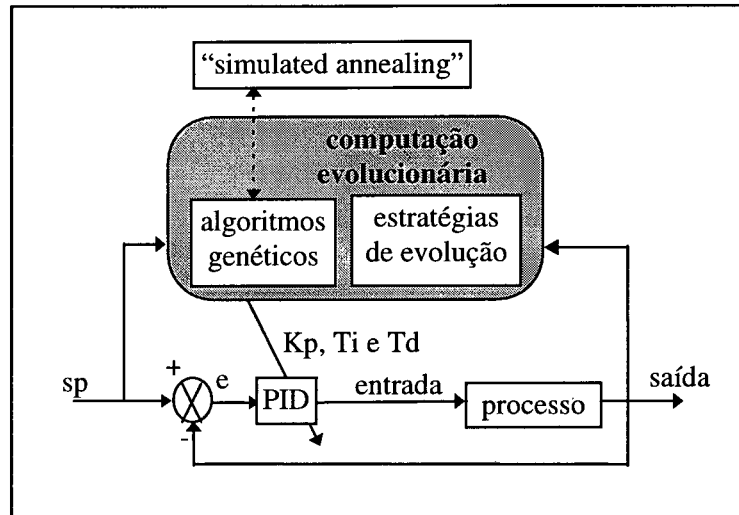 “simulated annealing”
computação
evolucionária
algoritmos
genéticos
estratégias
de evolução
Kp, Ti e Td
sp
+
e
PID
entrada
processo
saída
-